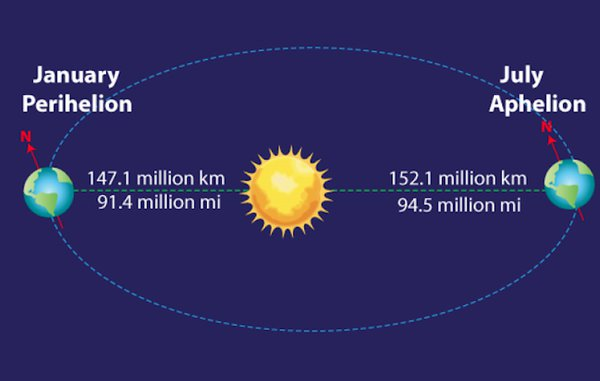 January
Perihelion
July
Aphelion
N
N
147.1 million km
91.4 million mi
152.1 million km
94.5 million mi